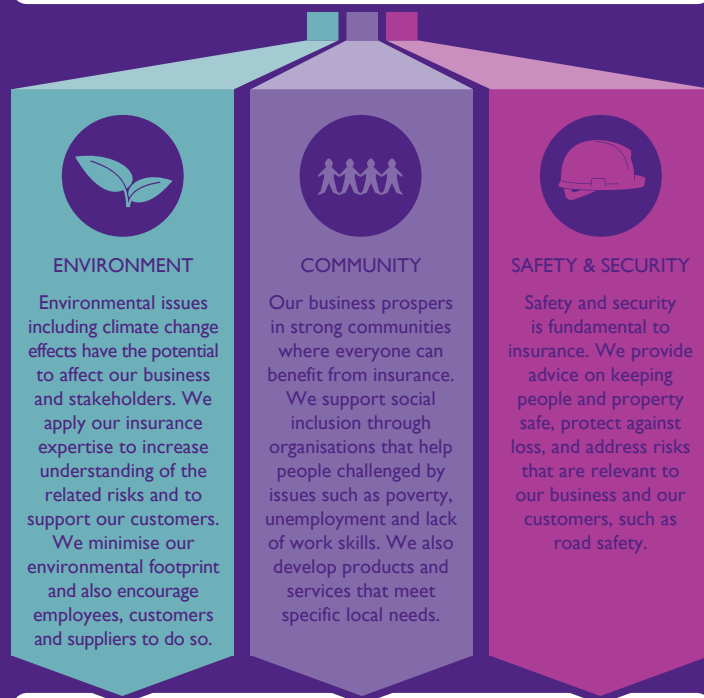 ENVIRONMENT
Environmental issues
including climate change
effects have the potential
to affect our business
and stakeholders. We
apply our insurance
expertise to increase
understanding of the
related risks and to
support our customers.
We minimise our
environmental footprint
and also encourage
employees, customers
and suppliers to do so.
COMMUNITY
Our business prospers
in strong communities
where everyone can
benefit from insurance.
We support social
inclusion through
organisations that help
people challenged by
issues such as poverty,
unemployment and lack
of work skills. We also
develop products and
services that meet
specific local needs.
SAFETY & SECURITY
Safety and security
is fundamental to
insurance. We provide
advice on keeping
people and property
safe, protect against
loss, and address risks
that are relevant to
our business and our
customers, such as
road safety.